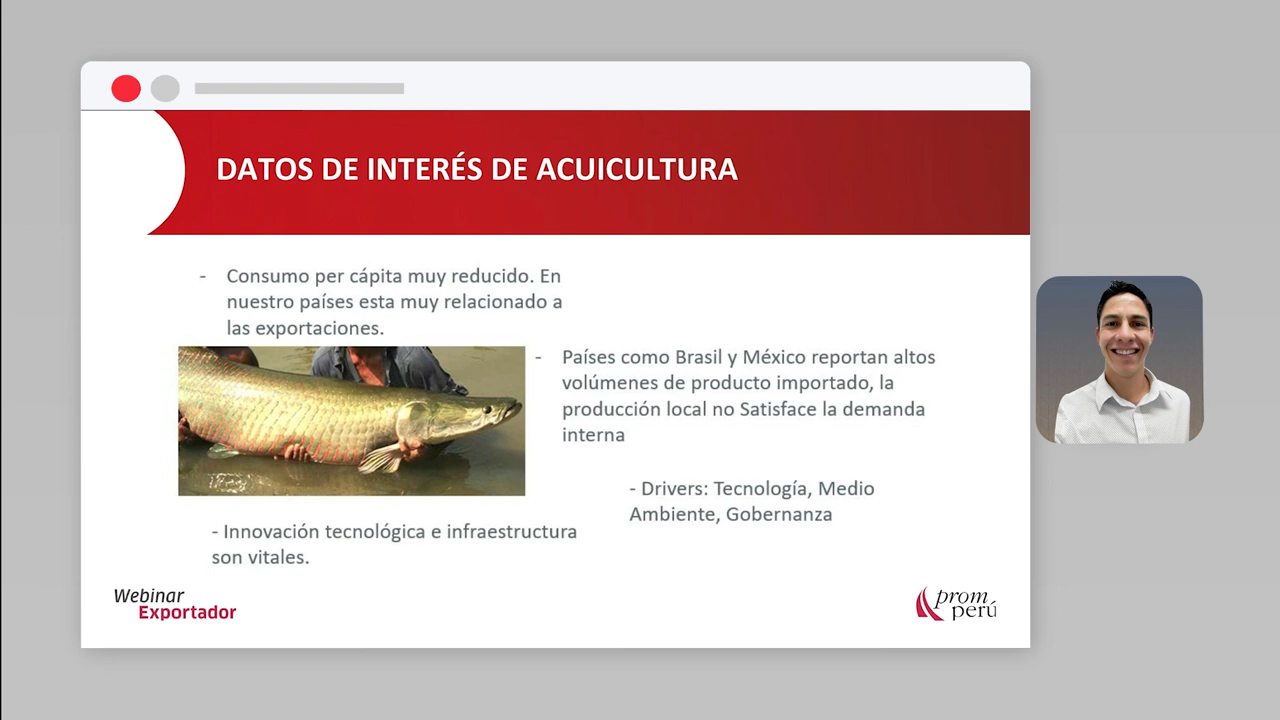 DATOS DE INTERÉS DE ACUICULTURA
- Consumo per cápita muy reducido. En
nuestro países esta muy relacionado a
las exportaciones.
- Países como Brasil y México reportan altos
volúmenes de producto importado, la
producción local no Satisface la demanda
interna
- Drivers: Tecnología, Medio
Ambiente, Gobernanza
- Innovación tecnológica e infraestructura
son vitales.
Webinar
Exportador
prom
perú